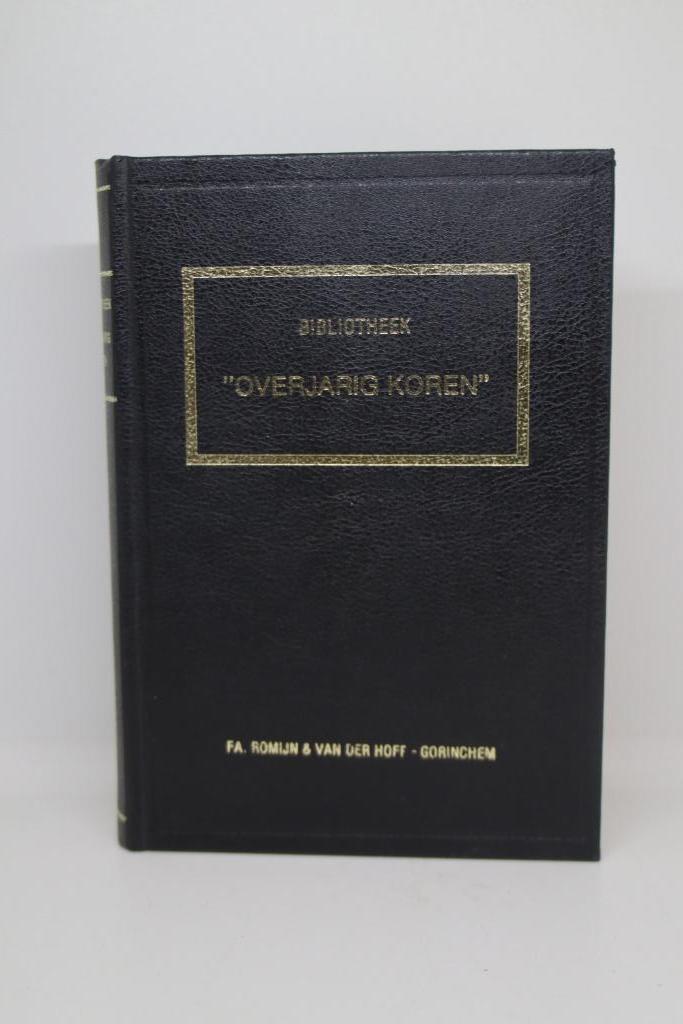 BIBLIOTHEEK
"OVERJARIG KOREN"
FA. ROMIJN & VAN DER HOFF - GORINCHEM